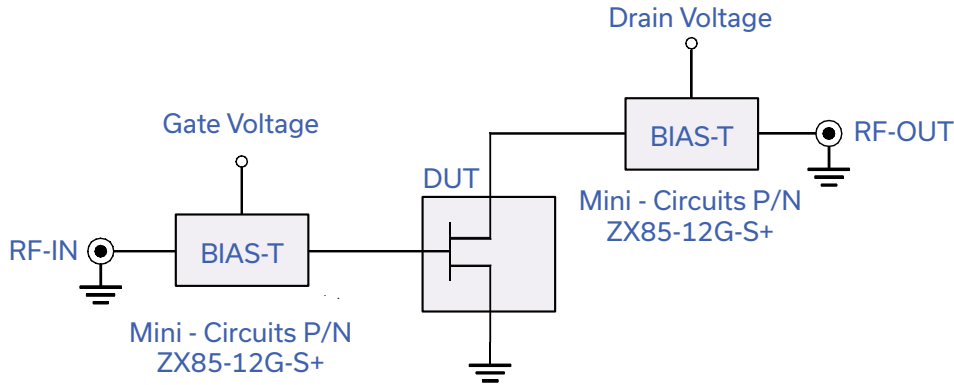 Drain Voltage
Gate Voltage
BIAS-T
RF-OUT
DUT
Mini - Circuits P/N
ZX85-12G-S+
RF-IN
BIAS-T
Mini - Circuits P/N
ZX85-12G-S+